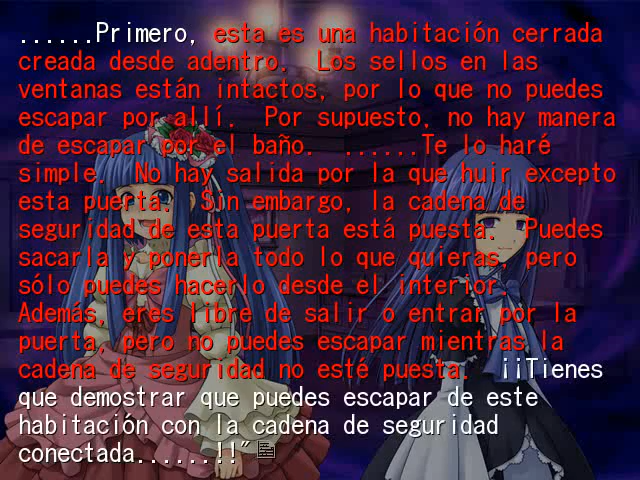 ......Primero, esta es una habitación cerrada
creada desde adentro.  Los sellos en las
ventanas están intactos, por lo que no puedes
escapar por allí.  Por supuesto, no hay manera
de escapar por el baño.  ......Te lo haré
simple.  No hay salida por la que huir excepto
esta puerta.  Sin embargo, la cadena de
seguridad de esta puerta está puesta.  Puedes
sacarla y ponerla todo lo que quieras, pero
sólo puedes hacerlo desde el interior.
Además, eres libre de salir o entrar por la
puerta, pero no puedes escapar mientras la
cadena de seguridad no esté puesta.  ¡¡Tienes
que demostrar que puedes escapar de este
habitación con la cadena de seguridad
conectada......!!"